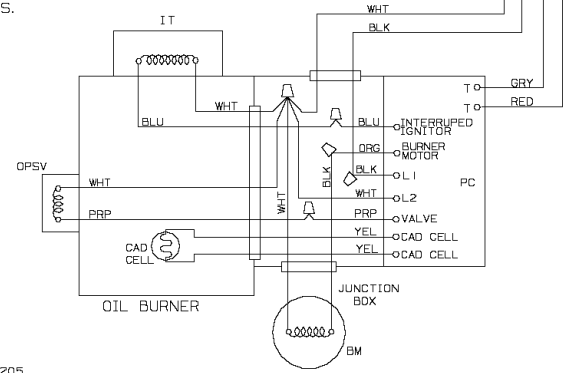 S.
WHT
IT
BLK
T GRY
WHT
T RED
BLU
BLU INTERRUPED
IGNITOR
ORG BURNER
MOTOR
OPSV
BLK
BLK L1
PC
WHT
WHT
WHT L2
PRP
PRP VALVE
YEL CAD CELL
CAD
CELL
YEL CAD CELL
JUNCTION
BOX
OIL BURNER
BM